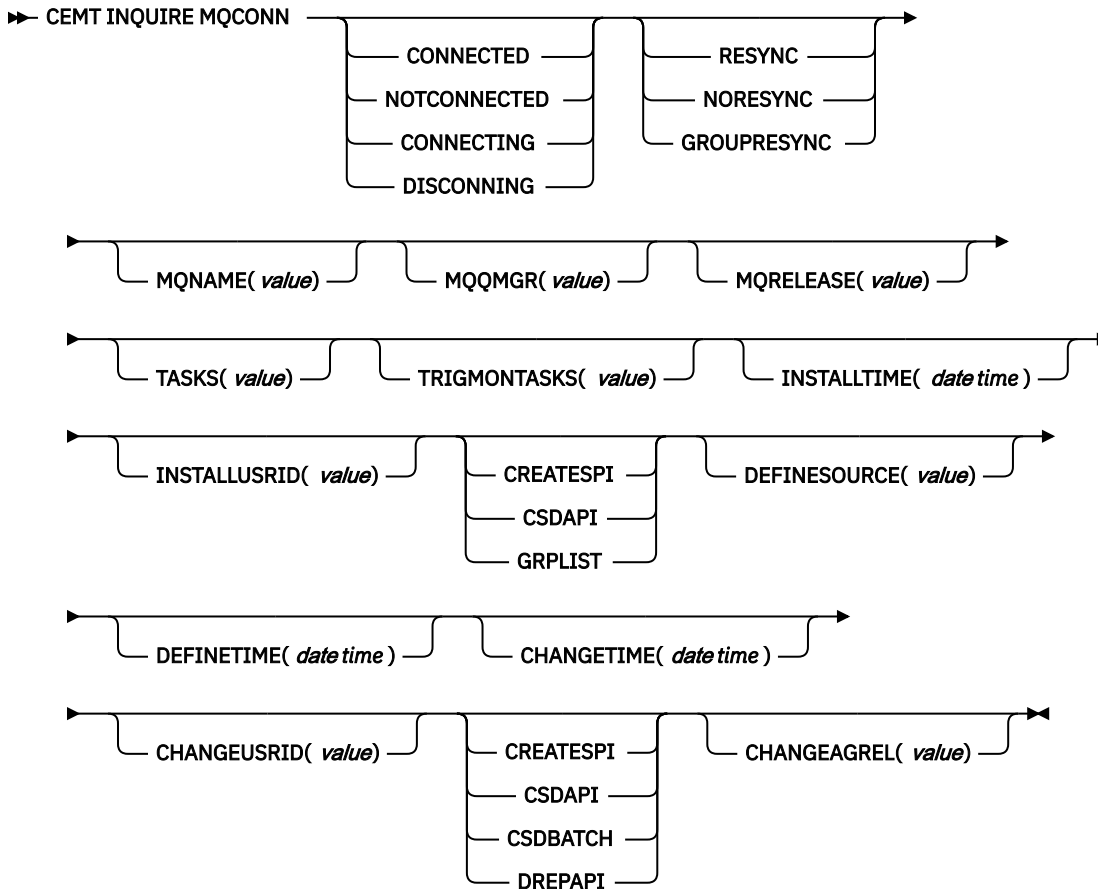 CEMT INQUIRE MQCONN
CONNECTED
NOTCONNECTED
CONNECTING
DISCONNING
RESYNC
NORESYNC
GROUPRESYNC
MQNAME( value)
MQQMGR( value)
MQRELEASE( value)
TASKS( value)
TRIGMONTASKS( value)
INSTALLTIME( date time )
INSTALLUSRID( value)
CREATESPI
CSDAPI
GRPLIST
DEFINESOURCE( value)
DEFINETIME( date time )
CHANGETIME( date time )
CHANGEUSRID( value)
CREATESPI
CSDAPI
CSDBATCH
DREPAPI
CHANGEAGREL( value)